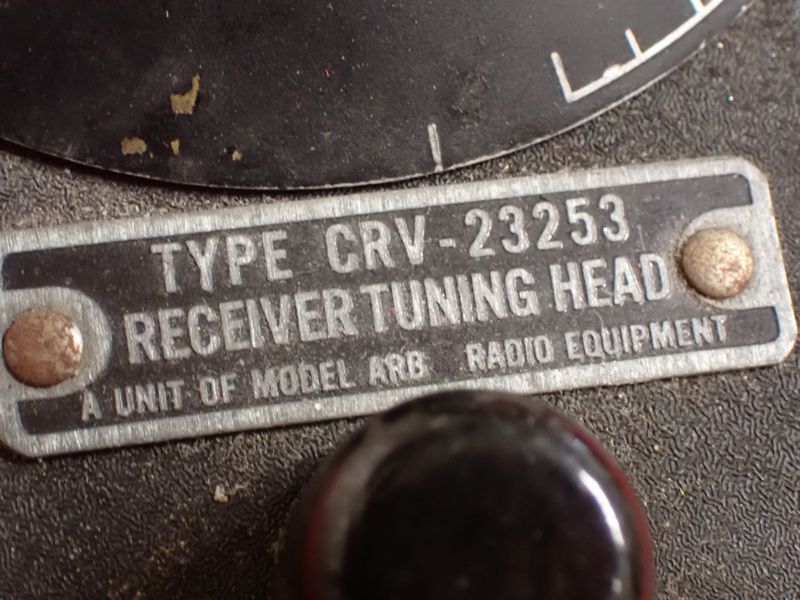 TYPE CRV-23253
RECEIVER TUNING HEAD
A UNIT OF MODEL ARB RADIO EQUIPMENT